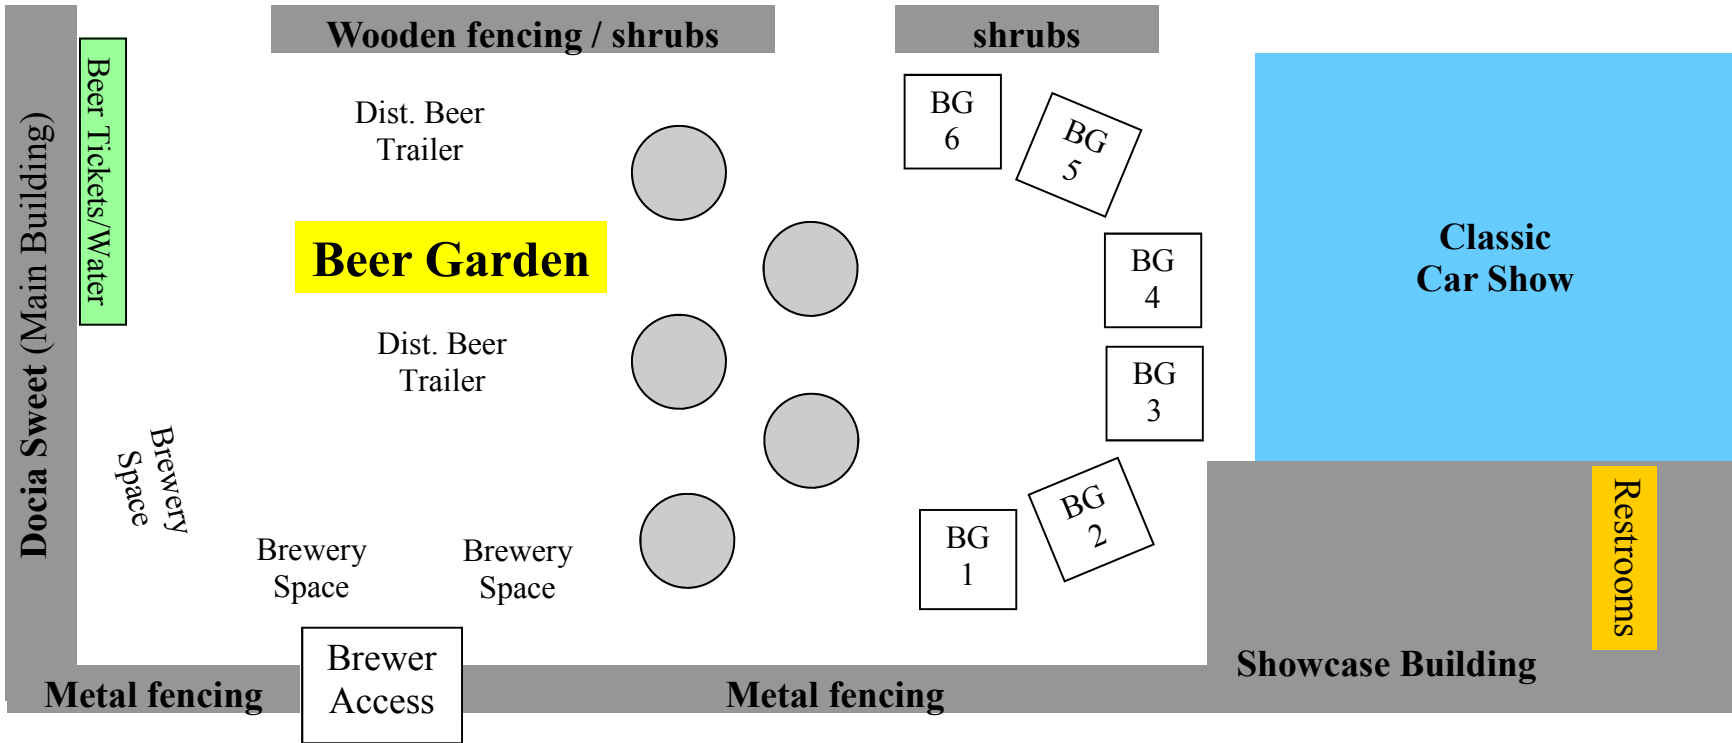 Wooden fencing / shrubs
shrubs
Docia Sweet (Main Building)
Beer Tickets/Water
Dist. Beer
Trailer
BG
6
BG
5
Beer Garden
BG
4
Classic
Car Show
Dist. Beer
Trailer
BG
3
Brewery
Space
BG
2
Brewery
Space
Brewery
Space
BG
1
Restrooms
Brewer
Access
Showcase Building
Metal fencing
Metal fencing